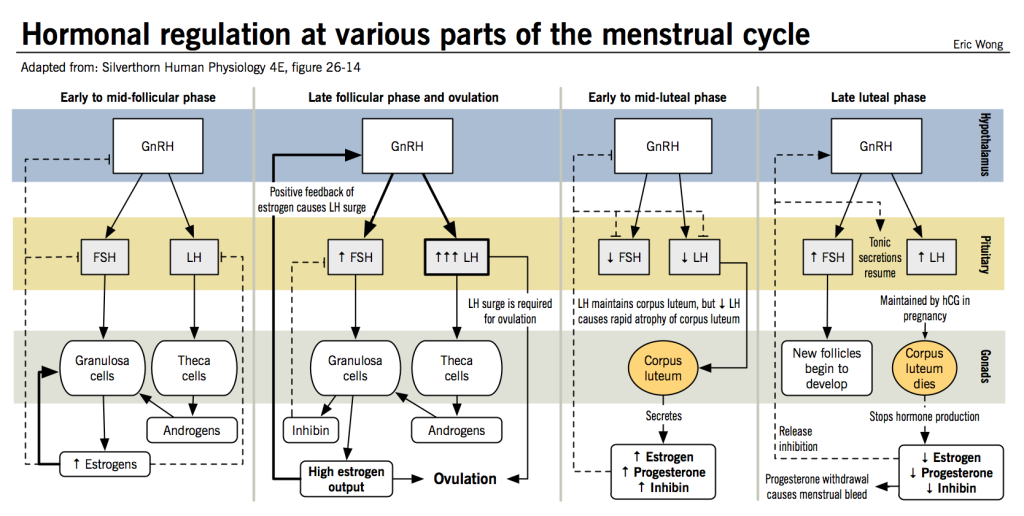 Hormonal regulation at various parts of the menstrual cycle
Eric Wong
Adapted from: Silverthorn Human Physiology 4E, figure 26-14
Early to mid-follicular phase
GnRH
FSH
LH
Granulosa
cells
Theca
cells
Androgens
↑ Estrogens
Late follicular phase and ovulation
GnRH
Positive feedback of
estrogen causes LH surge
↑ FSH
↑↑↑ LH
LH surge is required
for ovulation
Granulosa
cells
Theca
cells
Inhibin
Androgens
High estrogen
output
Ovulation
Early to mid-luteal phase
GnRH
↓ FSH
↓ LH
LH maintains corpus luteum, but ↓ LH
causes rapid atrophy of corpus luteum
Corpus
luteum
Secretes
↑ Estrogen
↑ Progesterone
↑ Inhibin
Late luteal phase
GnRH
↑ FSH
Tonic
secretions
resume
↑ LH
Maintained by hCG in
pregnancy
New follicles
begin to
develop
Corpus
luteum
dies
Stops hormone production
Release
inhibition
↓ Estrogen
↓ Progesterone
↓ Inhibin
Progesterone withdrawal
causes menstrual bleed
Hypothalamus
Pituitary
Gonads